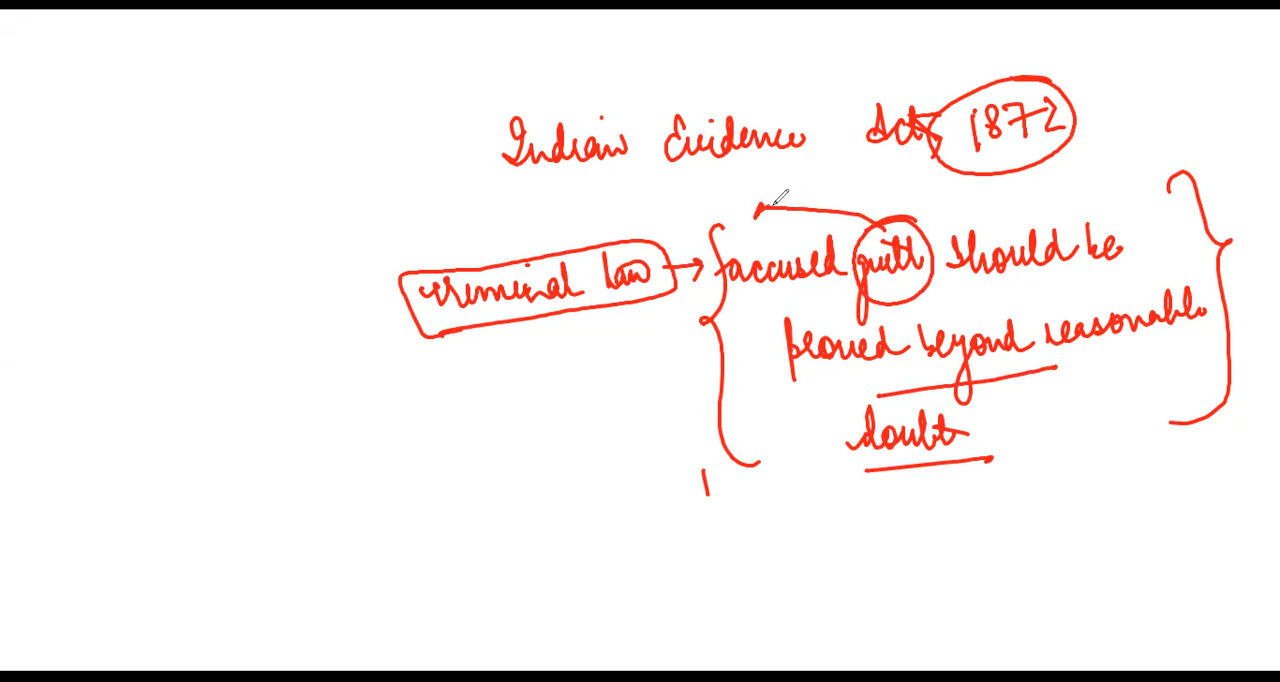 Indian Evidence Act, 1872
criminal law → accused guilt should be
proved beyond reasonable
doubt